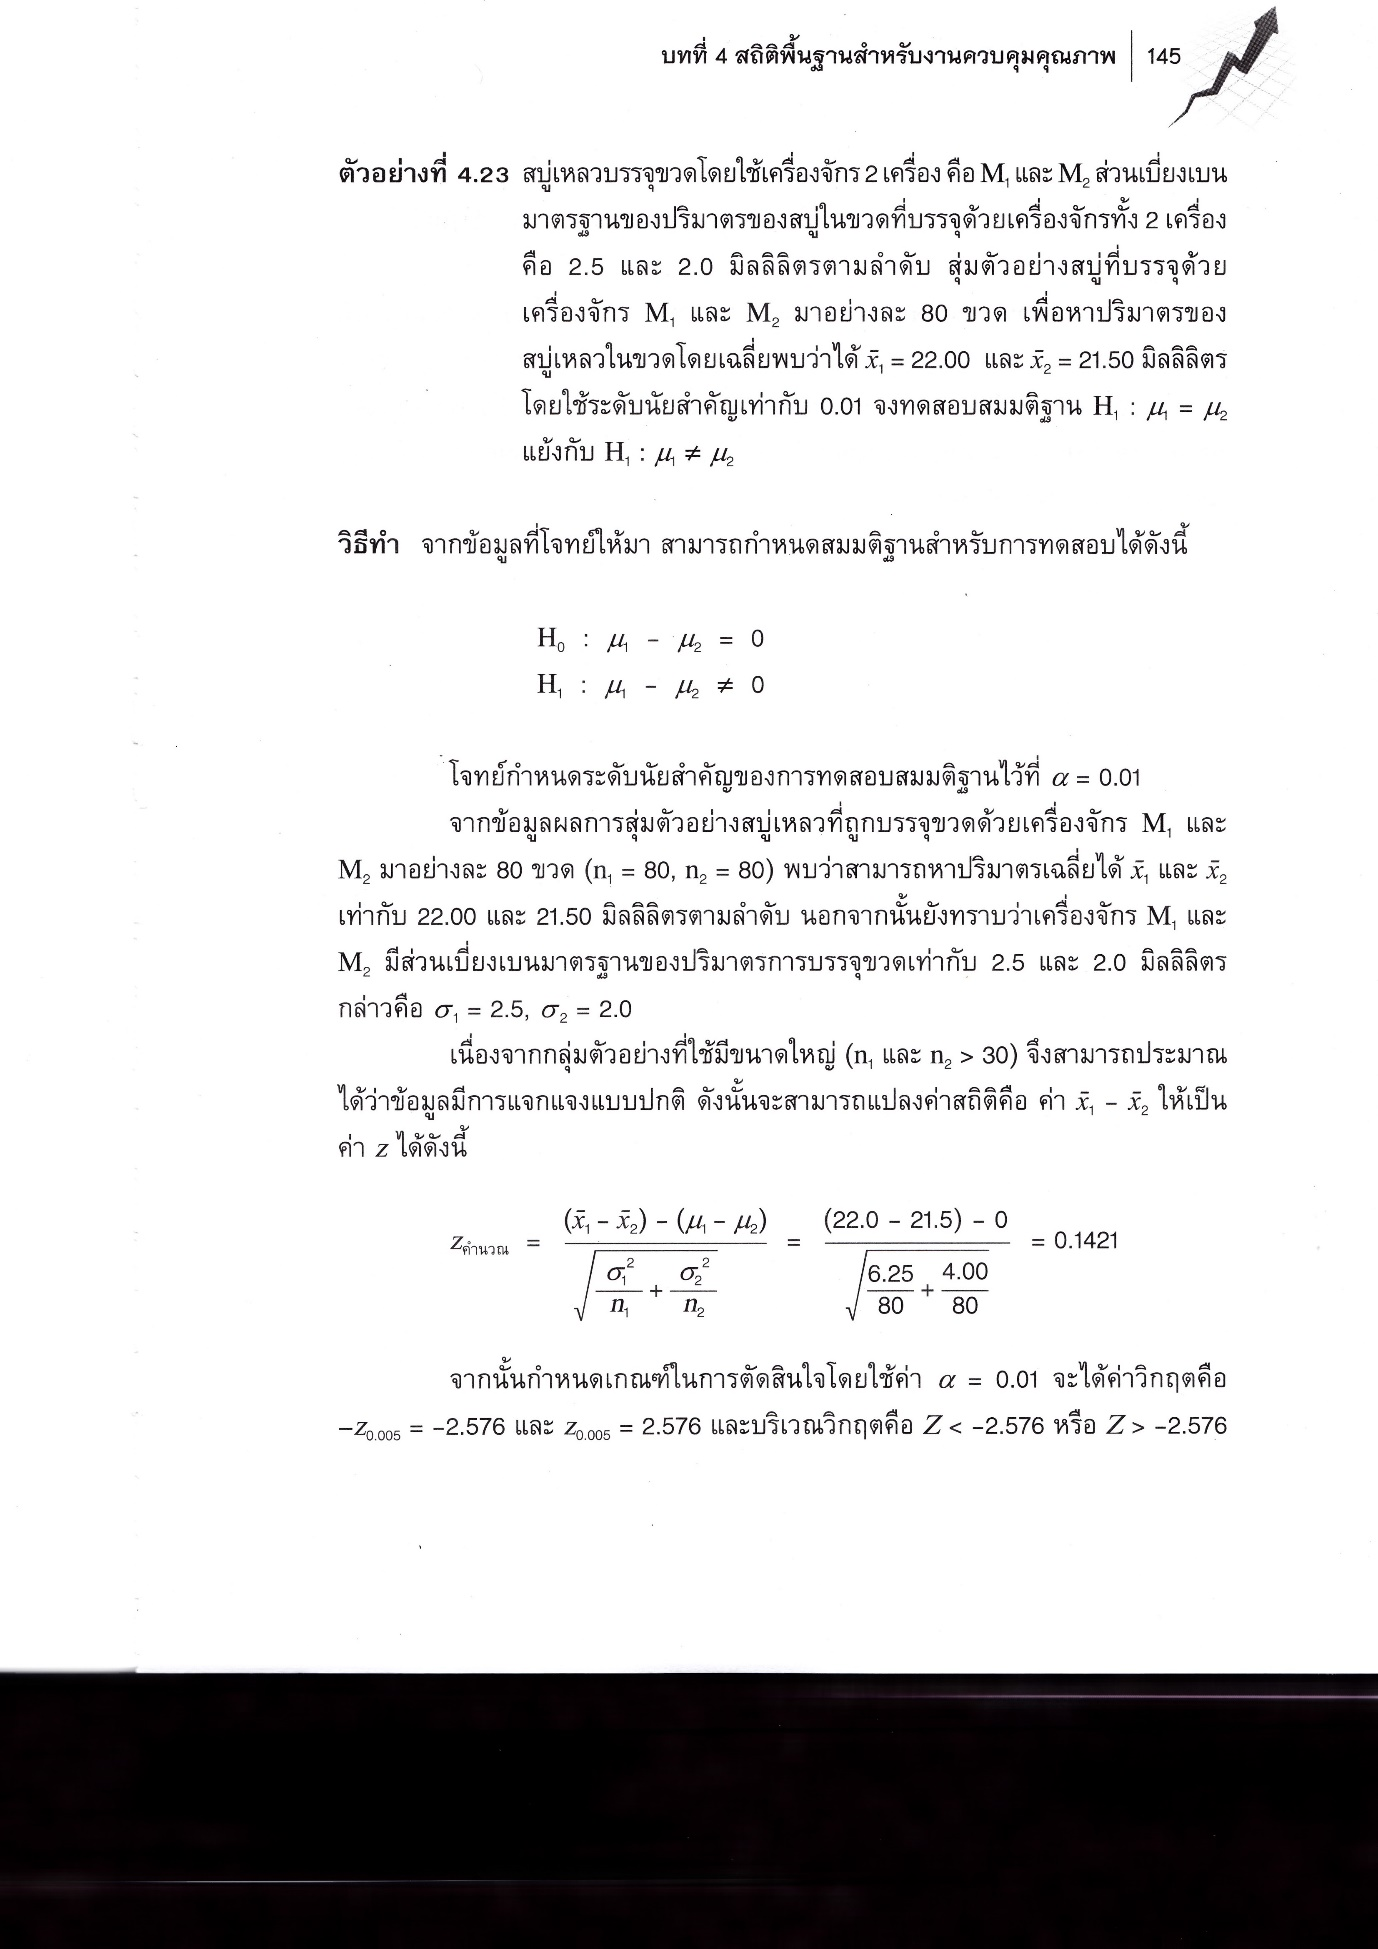 บทที่ 4 สถิติพื้นฐานสำหรับงานควบคุมคุณภาพ | 145
ตัวอย่างที่ 4.23 สบู่เหลวบรรจุขวดโดยใช้เครื่องจักร 2 เครื่อง คือ M₁ และ M₂ ส่วนเบี่ยงเบน
มาตรฐานของปริมาตรของสบู่ในขวดที่บรรจุด้วยเครื่องจักรทั้ง 2 เครื่อง
คือ 2.5 และ 2.0 มิลลิลิตรตามลำดับ สุ่มตัวอย่างสบู่ที่บรรจุด้วย
เครื่องจักร M₁ และ M₂ มาอย่างละ 80 ขวด เพื่อหาปริมาตรของ
สบู่เหลวในขวดโดยเฉลี่ยพบว่าได้ x̄₁ = 22.00 และ x̄₂ = 21.50 มิลลิลิตร
โดยใช้ระดับนัยสำคัญเท่ากับ 0.01 จงทดสอบสมมติฐาน H₁ : μ₁ = μ₂
แย้งกับ H₁ : μ₁ ≠ μ₂
วิธีทำ จากข้อมูลที่โจทย์ให้มา สามารถกำหนดสมมติฐานสำหรับการทดสอบได้ดังนี้
H₀ : μ₁ - μ₂ = 0
H₁ : μ₁ - μ₂ ≠ 0
โจทย์กำหนดระดับนัยสำคัญของการทดสอบสมมติฐานไว้ที่ α = 0.01
จากข้อมูลผลการสุ่มตัวอย่างสบู่เหลวที่ถูกบรรจุขวดด้วยเครื่องจักร M₁ และ
M₂ มาอย่างละ 80 ขวด (n₁ = 80, n₂ = 80) พบว่าสามารถหาปริมาตรเฉลี่ยได้ x̄₁ และ x̄₂
เท่ากับ 22.00 และ 21.50 มิลลิลิตรตามลำดับ นอกจากนั้นยังทราบว่าเครื่องจักร M₁ และ
M₂ มีส่วนเบี่ยงเบนมาตรฐานของปริมาตรการบรรจุขวดเท่ากับ 2.5 และ 2.0 มิลลิลิตร
กล่าวคือ σ₁ = 2.5, σ₂ = 2.0
เนื่องจากกลุ่มตัวอย่างที่ใช้มีขนาดใหญ่ (n₁ และ n₂ > 30) จึงสามารถประมาณ
ได้ว่าข้อมูลมีการแจกแจงแบบปกติ ดังนั้นจะสามารถแปลงค่าสถิติคือ ค่า x̄₁ – x̄₂ ให้เป็น
ค่า z ได้ดังนี้
z คำนวณ = ((x̄₁ – x̄₂) – (μ₁ – μ₂)) / √(σ₁²/n₁ + σ₂²/n₂) = ((22.0 – 21.5) – 0) / √(6.25/80 + 4.00/80) = 0.1421
จากนั้นกำหนดเกณฑ์ในการตัดสินใจโดยใช้ค่า α = 0.01 จะได้ค่าวิกฤตคือ
–z₀.₀₀₅ = –2.576 และ z₀.₀₀₅ = 2.576 และบริเวณวิกฤตคือ Z < –2.576 หรือ Z > –2.576